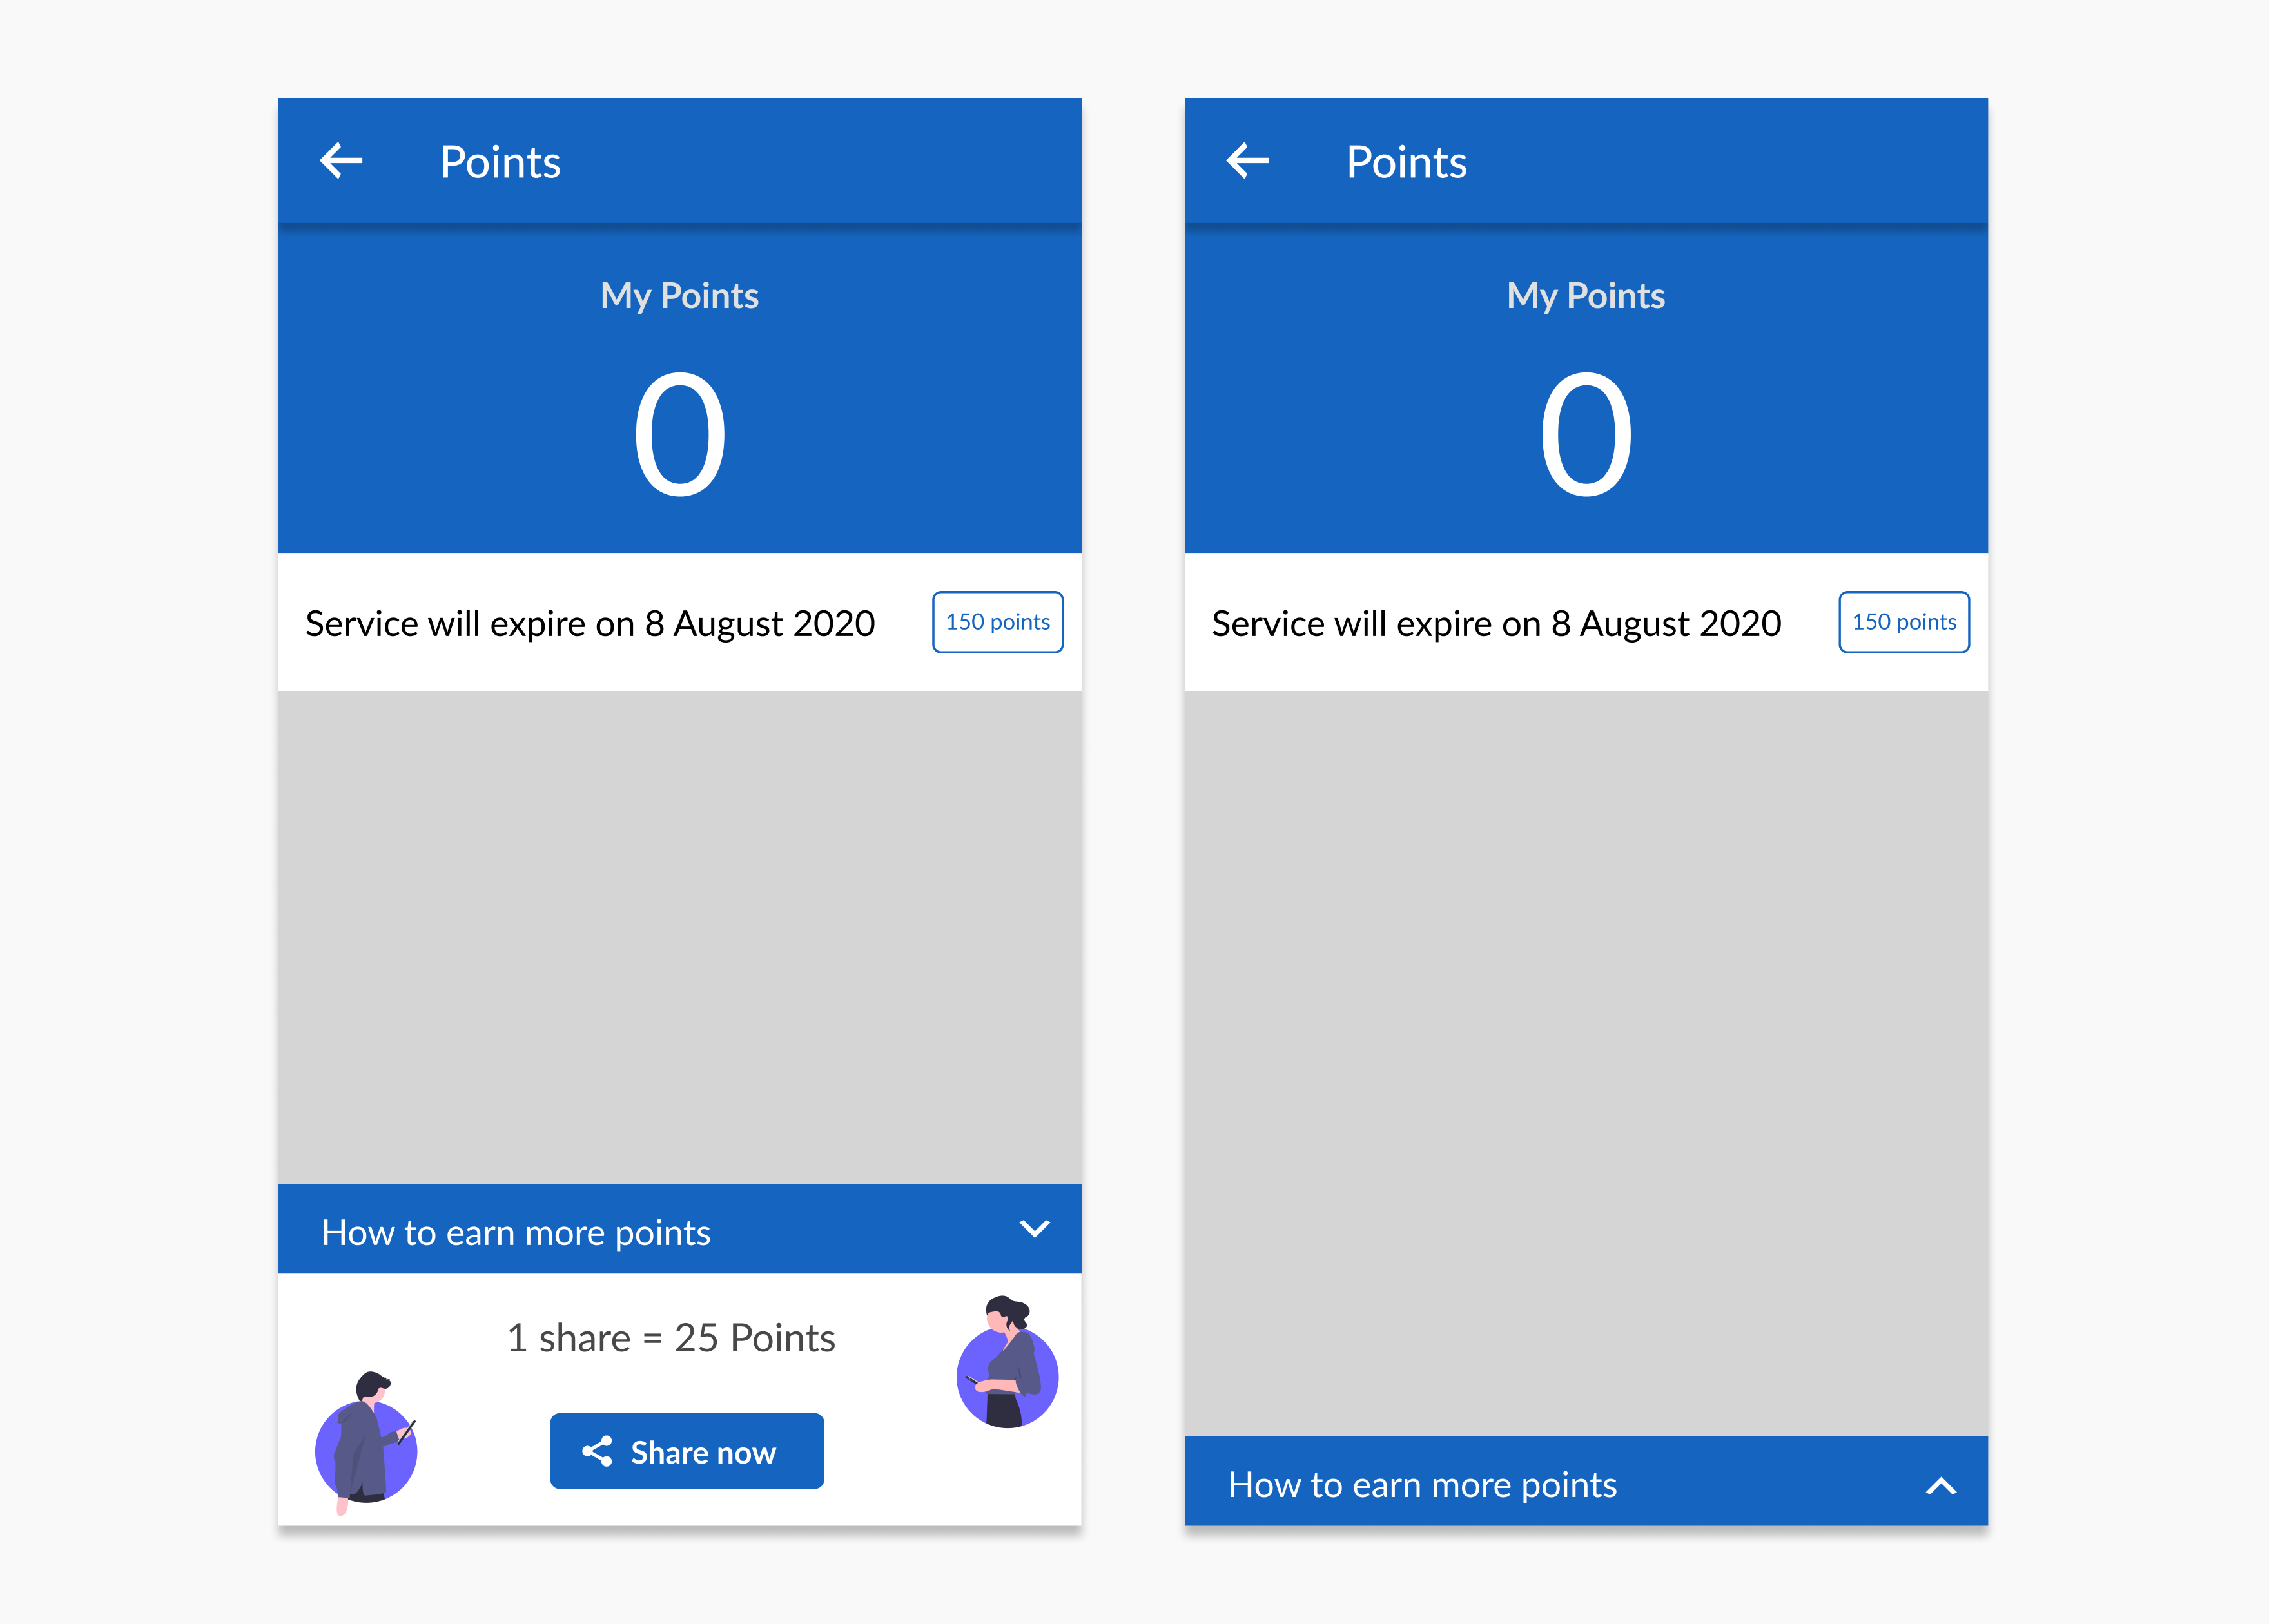 Points
My Points
0
Service will expire on 8 August 2020
150 points
How to earn more points
1 share = 25 Points
Share now
Points
My Points
0
Service will expire on 8 August 2020
150 points
How to earn more points